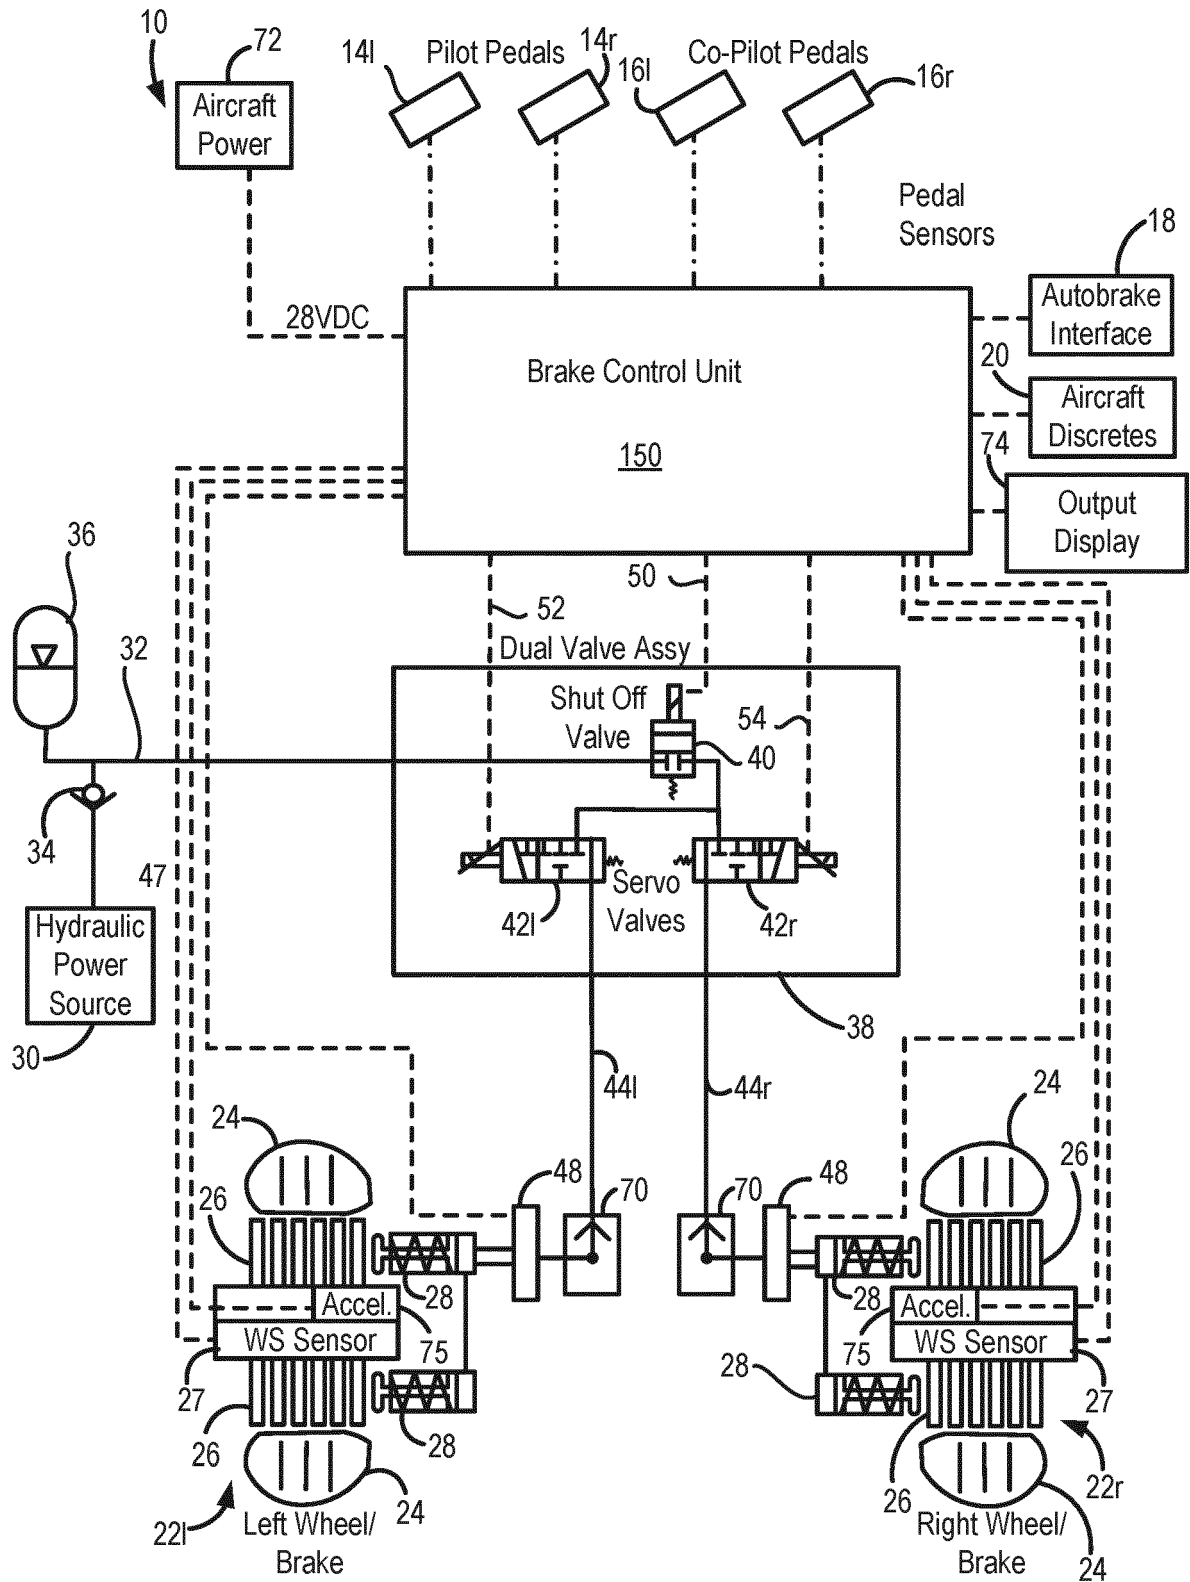 10
72
14l
Pilot Pedals
14r
16l
Co-Pilot Pedals
16r
Aircraft
Power
Pedal
Sensors
18
28VDC
Autobrake
Interface
Brake Control Unit
20
Aircraft
Discretes
150
74
Output
Display
36
50
52
Dual Valve Assy
32
Shut Off
Valve
54
40
34
47
Servo
Valves
42l
42r
Hydraulic
Power
Source
30
38
44l
44r
24
24
26
48
70
70
48
26
28
28
Accel.
WS Sensor
75
Accel.
WS Sensor
75
28
27
27
26
28
26
22r
22l
24
Left Wheel/
Brake
Right Wheel/
Brake
24